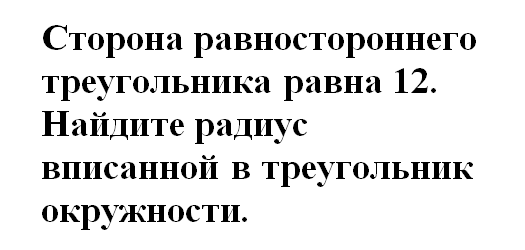 Сторона равностороннего
треугольника равна 12.
Найдите радиус
вписанной в треугольник
окружности.